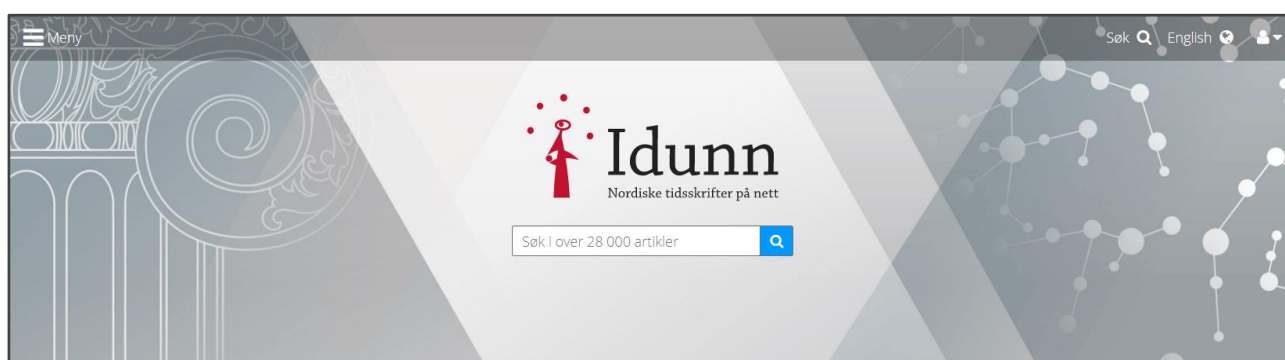 Meny
Søk English
Idunn
Nordiske tidsskrifter på nett
Søk i over 28 000 artikler